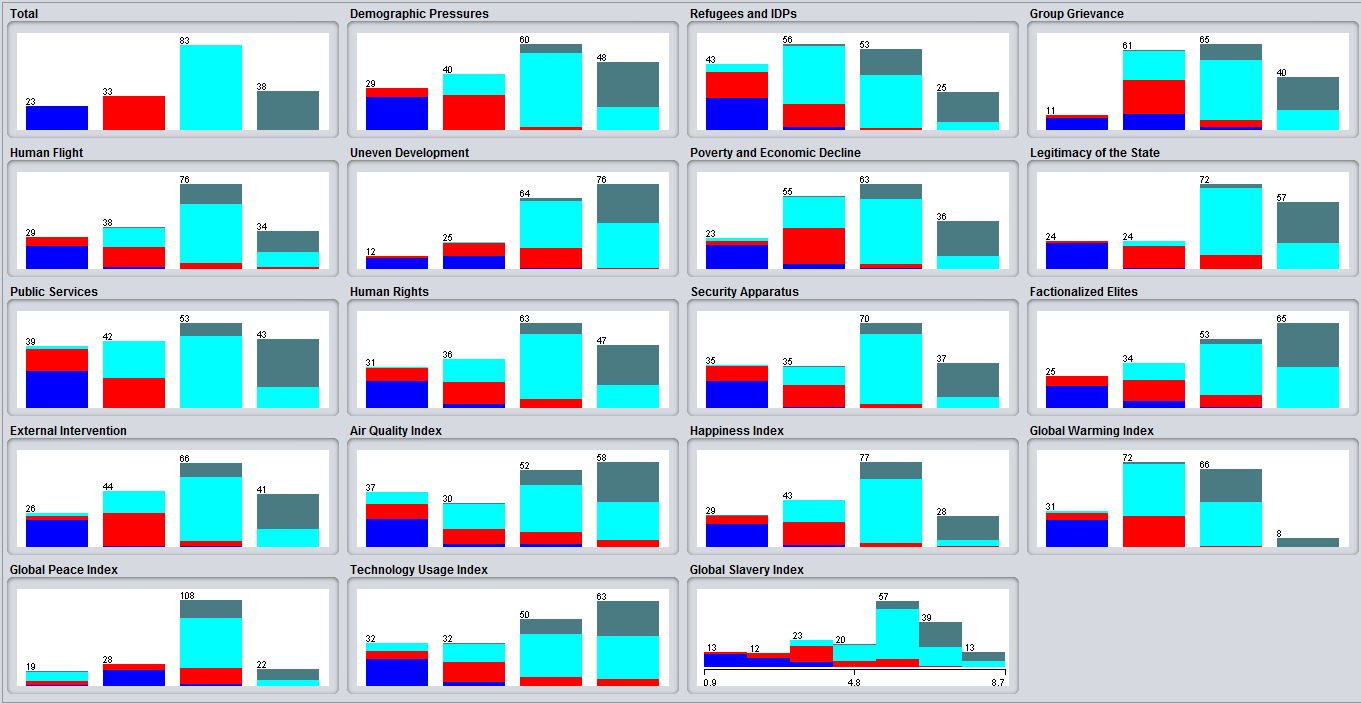 Total
23 33 83 38
Demographic Pressures
29 40 60 48
Refugees and IDPs
43 56 53 25
Group Grievance
11 61 65 40
Human Flight
29 38 76 34
Uneven Development
12 25 64 76
Poverty and Economic Decline
23 55 63 36
Legitimacy of the State
24 24 72 57
Public Services
39 42 53 43
Human Rights
31 36 63 47
Security Apparatus
35 35 70 37
Factionalized Elites
25 34 53 65
External Intervention
26 44 66 41
Air Quality Index
37 30 52 58
Happiness Index
29 43 77 28
Global Warming Index
31 72 66 8
Global Peace Index
19 28 108 22
Technology Usage Index
32 32 50 63
Global Slavery Index
13 12 23 20 57 39 13
0.9 4.8 8.7